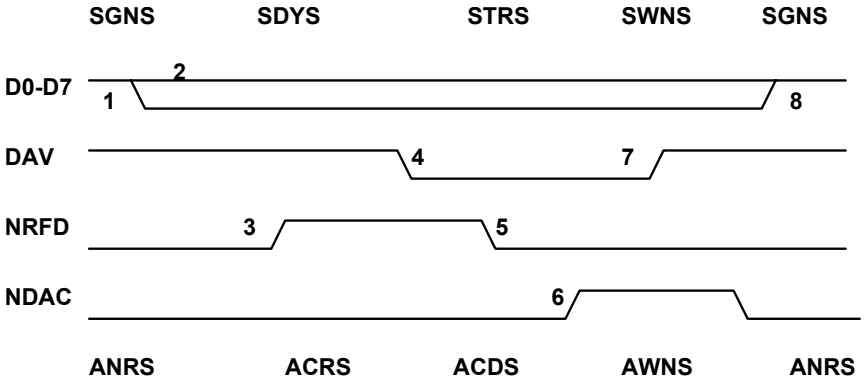 SGNS SDYS STRS SWNS SGNS
2
D0-D7
1 8
DAV 4 7
NRFD 3 5
NDAC 6
ANRS ACRS ACDS AWNS ANRS